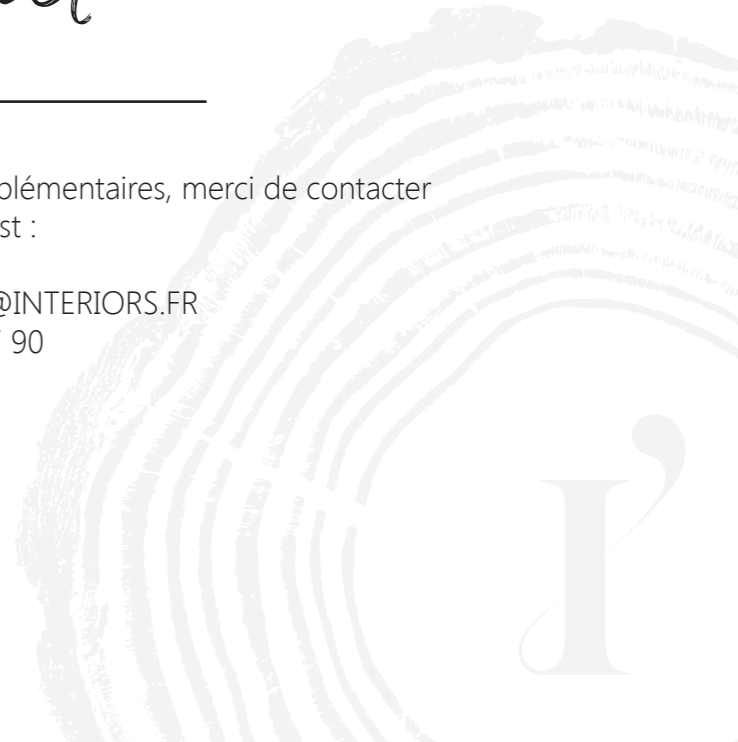 plémentaires, merci de contacter
st :
@INTERIORS.FR
90
I'